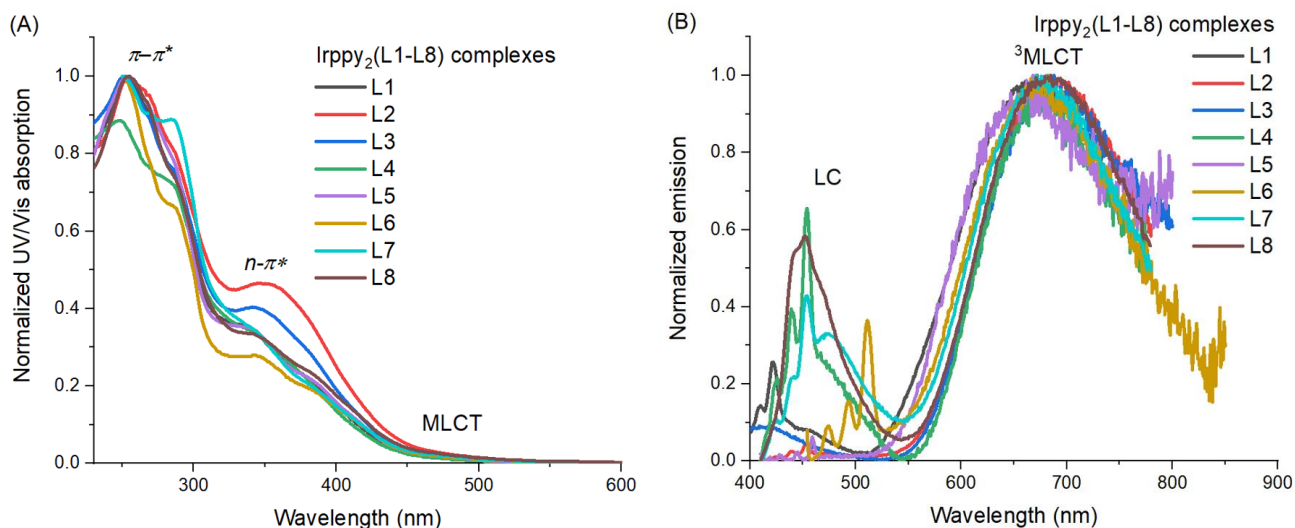 (A)
π–π*
Irppy₂(L1-L8) complexes
L1
L2
L3
L4
L5
L6
L7
L8
n-π*
MLCT
Normalized UV/Vis absorption
1.0
0.8
0.6
0.4
0.2
0.0
300
400
500
600
Wavelength (nm)
(B)
Irppy₂(L1-L8) complexes
³MLCT
L1
L2
L3
L4
L5
L6
L7
L8
LC
Normalized emission
1.0
0.8
0.6
0.4
0.2
0.0
400
500
600
700
800
900
Wavelength (nm)